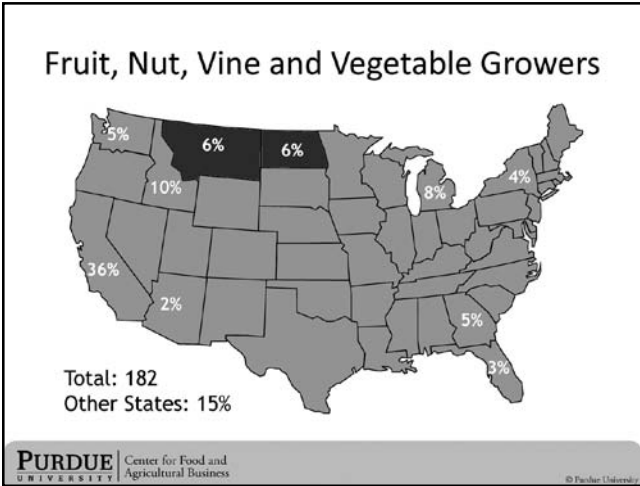 Fruit, Nut, Vine and Vegetable Growers
5%
6%
6%
10%
8%
4%
36%
2%
5%
3%
Total: 182
Other States: 15%
PURDUE
UNIVERSITY
Center for Food and
Agricultural Business
© Purdue University